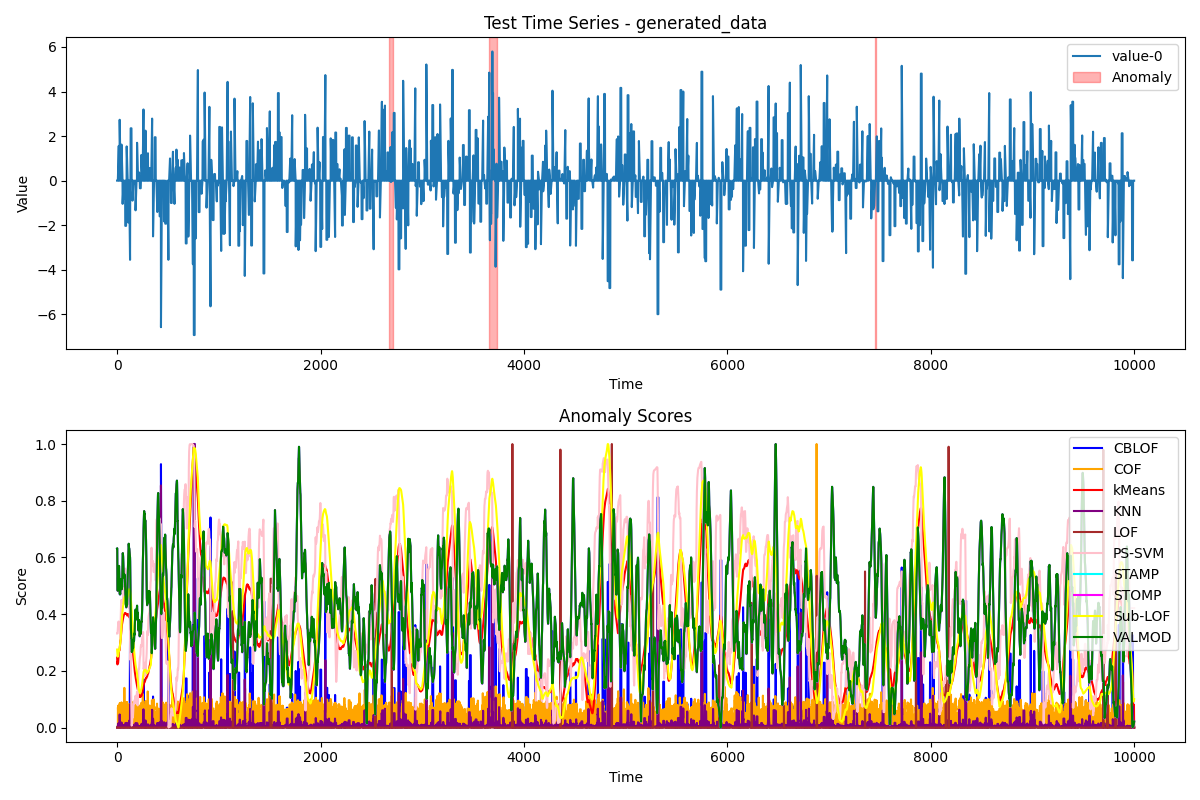 Test Time Series - generated_data
6
4
2
0
−2
−4
−6
Value
value-0
Anomaly
0
2000
4000
6000
8000
10000
Time
Anomaly Scores
1.0
0.8
0.6
0.4
0.2
0.0
Score
CBLOF
COF
kMeans
KNN
LOF
PS-SVM
STAMP
STOMP
Sub-LOF
VALMOD
0
2000
4000
6000
8000
10000
Time